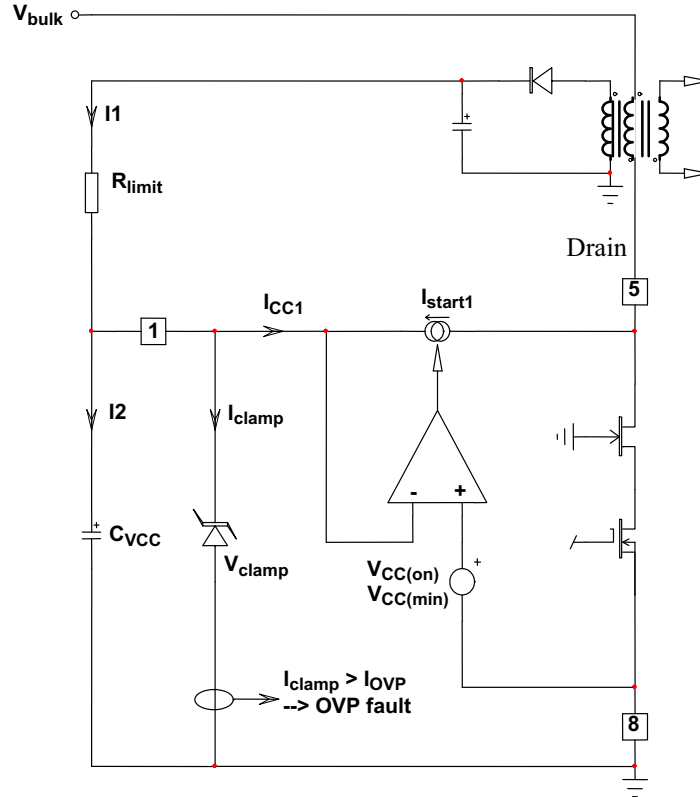 Vbulk
I1
Rlimit
Drain
5
ICC1
Istart1
1
I2
Iclamp
- +
CVCC
Vclamp
VCC(on)
VCC(min)
Iclamp > IOVP
--> OVP fault
8